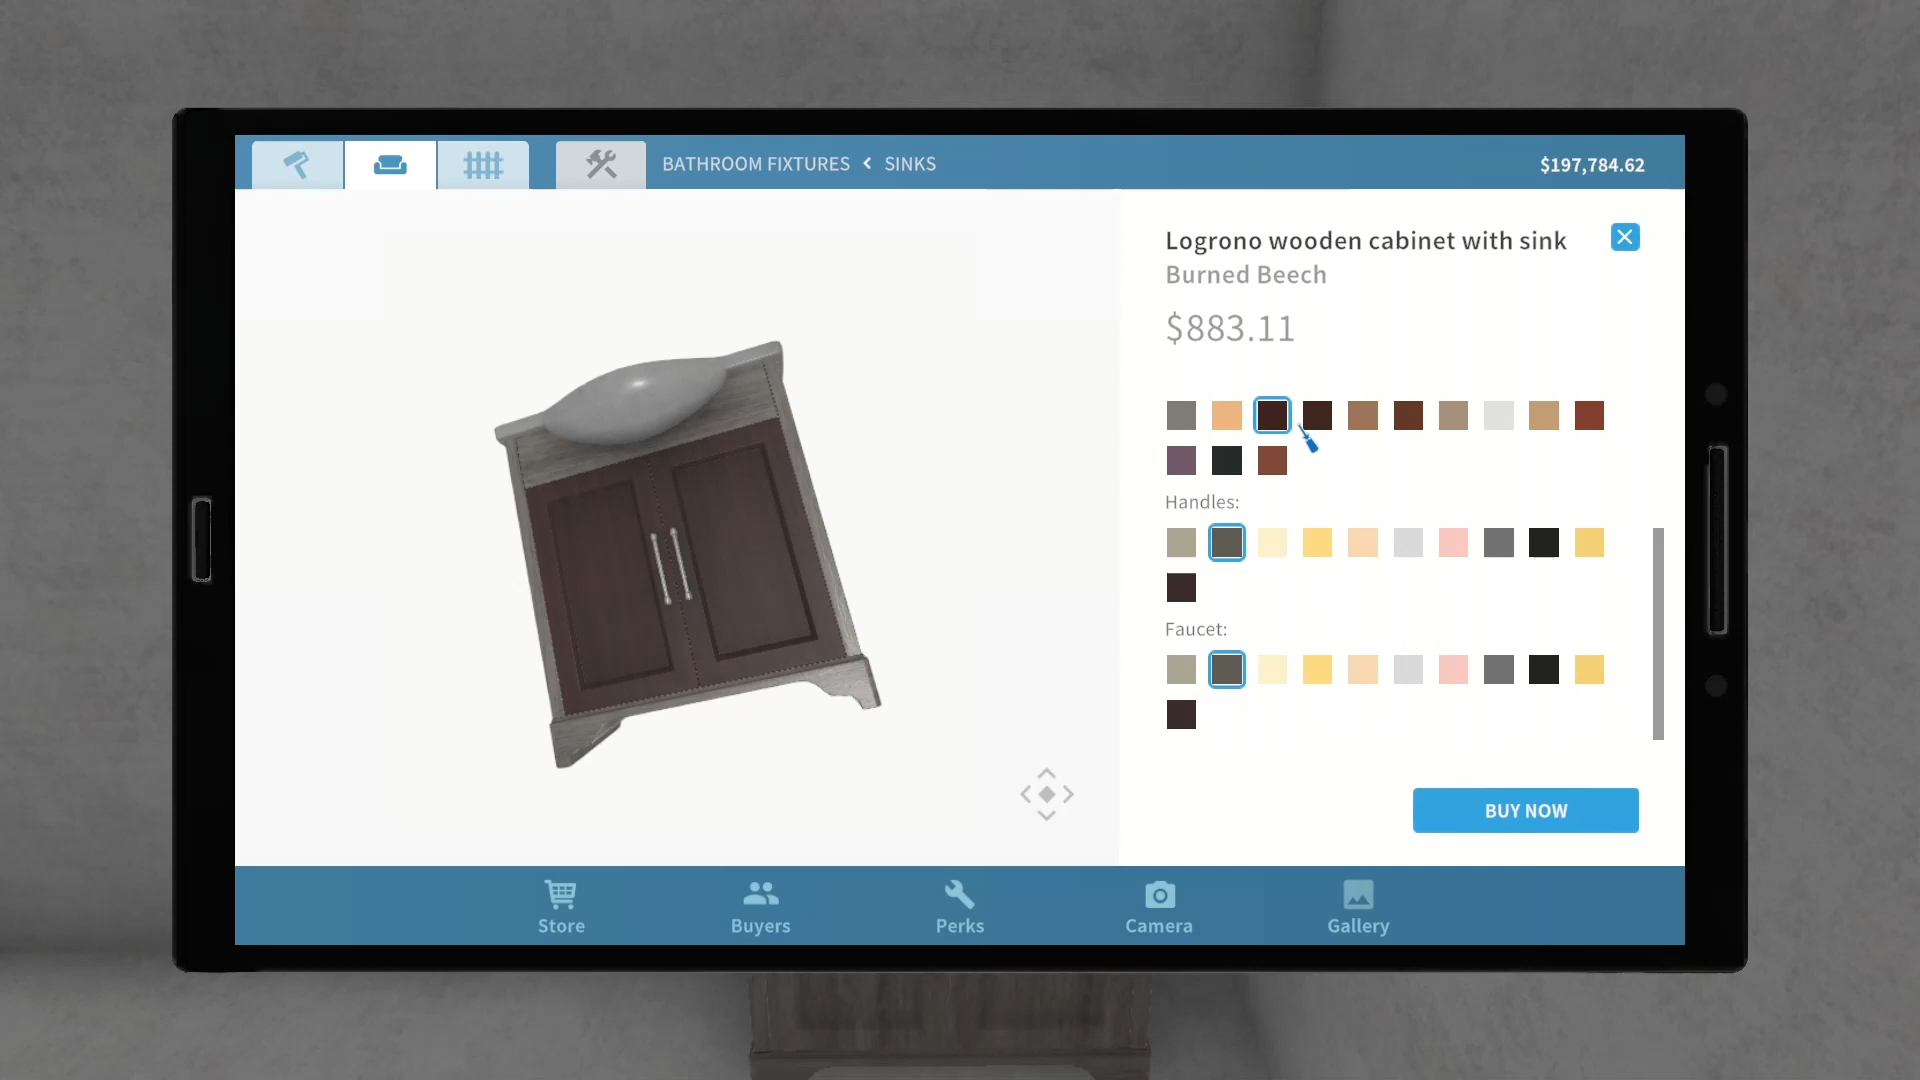 BATHROOM FIXTURES < SINKS
$197,784.62
Logrono wooden cabinet with sink
Burned Beech
$883.11
Handles:
Faucet:
BUY NOW
Store
Buyers
Perks
Camera
Gallery